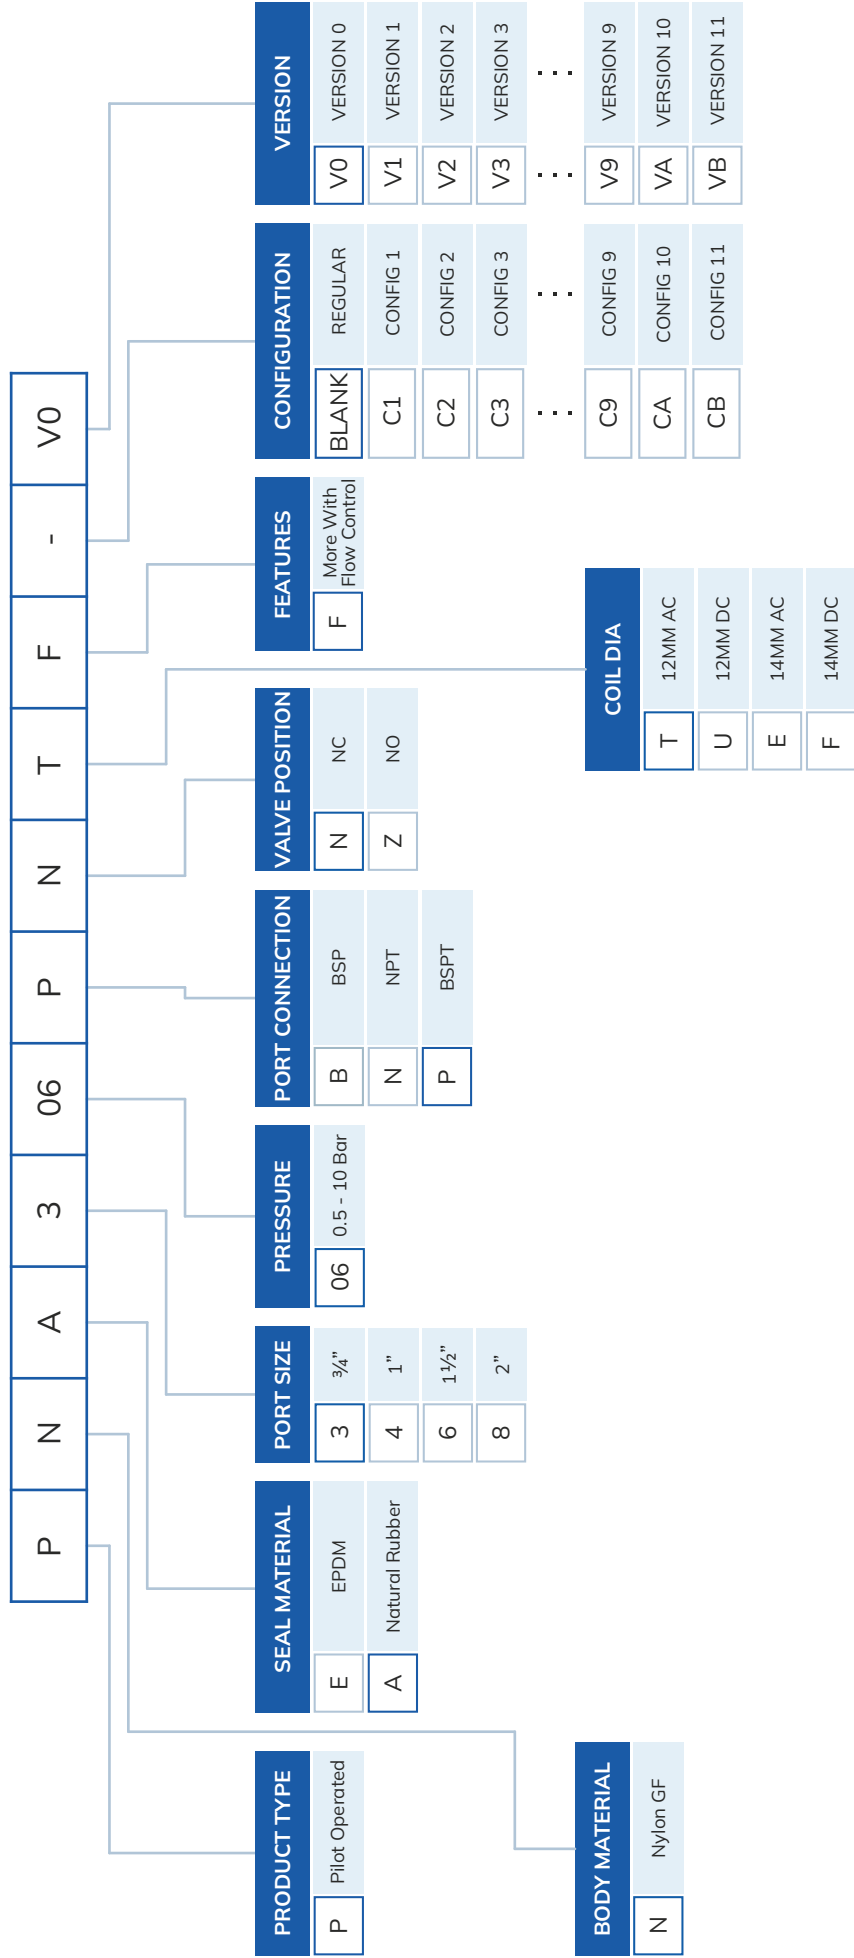 P N A 3 06 P N T F - V0
PRODUCT TYPE
P Pilot Operated
BODY MATERIAL
N Nylon GF
SEAL MATERIAL
E EPDM
A Natural Rubber
PORT SIZE
3 ¾”
4 1”
6 1½”
8 2”
PRESSURE
06 0.5 - 10 Bar
PORT CONNECTION
B BSP
N NPT
P BSPT
VALVE POSITION
N NC
Z NO
COIL DIA
T 12MM AC
U 12MM DC
E 14MM AC
F 14MM DC
FEATURES
F More With
Flow Control
CONFIGURATION
BLANK REGULAR
C1 CONFIG 1
C2 CONFIG 2
C3 CONFIG 3
... ...
C9 CONFIG 9
CA CONFIG 10
CB CONFIG 11
VERSION
V0 VERSION 0
V1 VERSION 1
V2 VERSION 2
V3 VERSION 3
... ...
V9 VERSION 9
VA VERSION 10
VB VERSION 11